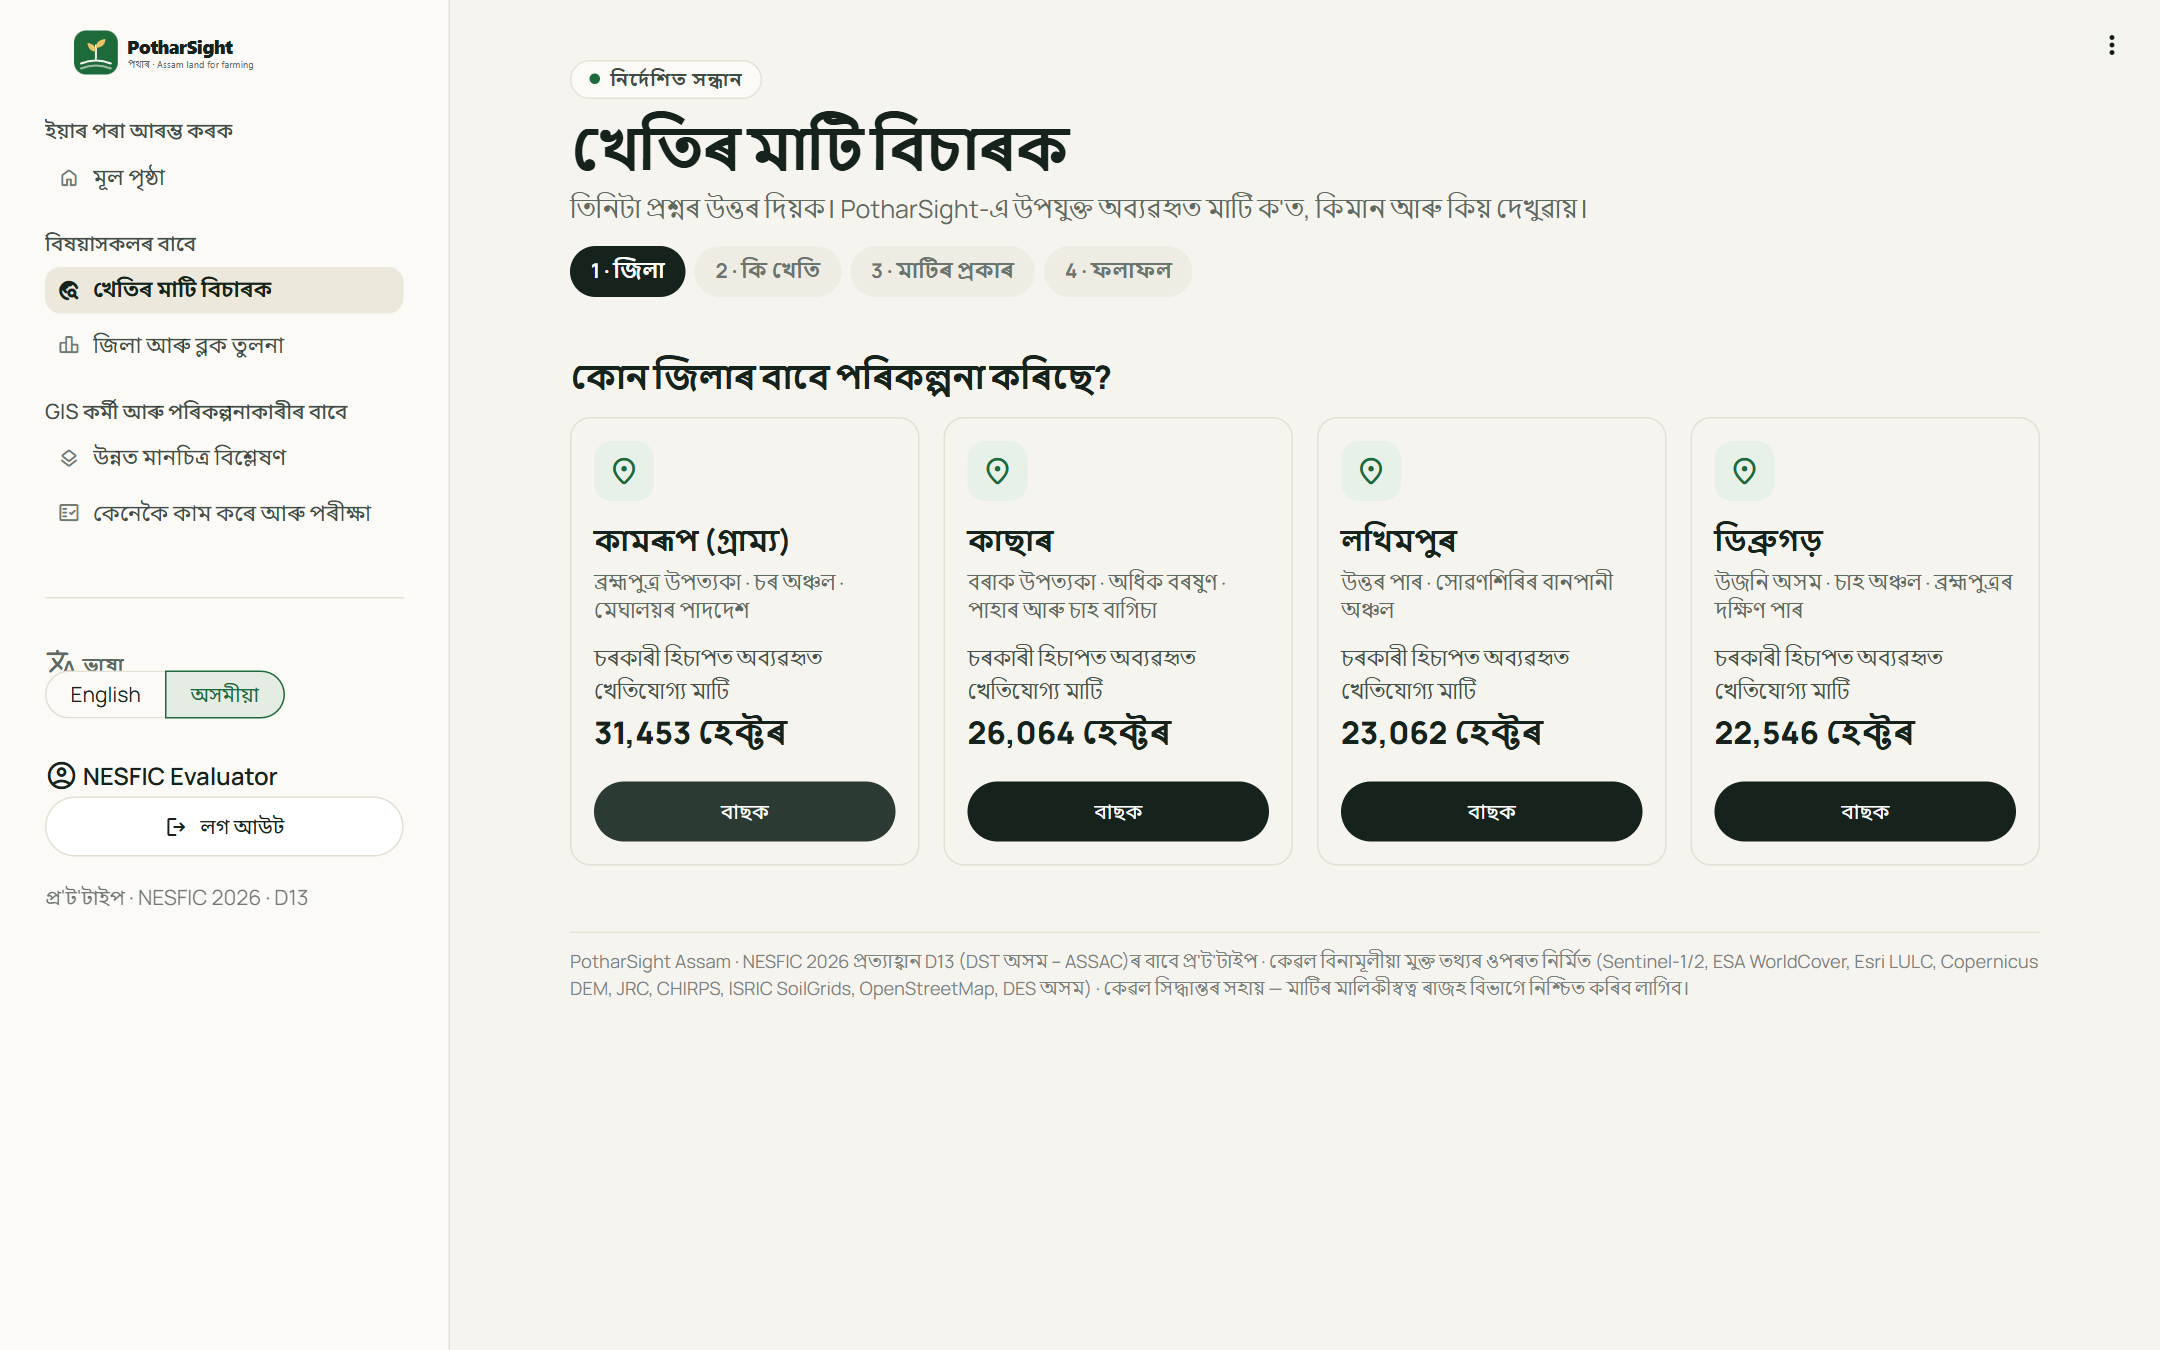 PotharSight
পথাৰ · Assam land for farming
ইয়াৰ পৰা আৰম্ভ কৰক
মূল পৃষ্ঠা
বিষয়াসকলৰ বাবে
খেতিৰ মাটি বিচাৰক
জিলা আৰু ব্লক তুলনা
GIS কৰ্মী আৰু পৰিকল্পনাকাৰীৰ বাবে
উন্নত মানচিত্ৰ বিশ্লেষণ
কেনেকৈ কাম কৰে আৰু পৰীক্ষা
ভাষা
English
অসমীয়া
NESFIC Evaluator
লগ আউট
প্ৰ'ট'টাইপ · NESFIC 2026 · D13
নিৰ্দেশিত সন্ধান
খেতিৰ মাটি বিচাৰক
তিনিটা প্ৰশ্নৰ উত্তৰ দিয়ক। PotharSight-এ উপযুক্ত অব্যৱহৃত মাটি ক'ত, কিমান আৰু কিয় দেখুৱায়।
1 · জিলা
2 · কি খেতি
3 · মাটিৰ প্ৰকাৰ
4 · ফলাফল
কোন জিলাৰ বাবে পৰিকল্পনা কৰিছে?
কামৰূপ (গ্ৰাম্য)
ব্ৰহ্মপুত্ৰ উপত্যকা · চৰ অঞ্চল ·
মেঘালয়ৰ পাদদেশ
চৰকাৰী হিচাপত অব্যৱহৃত
খেতিযোগ্য মাটি
31,453 হেক্টৰ
বাছক
কাছাৰ
বৰাক উপত্যকা · অধিক বৰষুণ ·
পাহাৰ আৰু চাহ বাগিচা
চৰকাৰী হিচাপত অব্যৱহৃত
খেতিযোগ্য মাটি
26,064 হেক্টৰ
বাছক
লখিমপুৰ
উত্তৰ পাৰ · সোৱণশিৰিৰ বানপানী
অঞ্চল
চৰকাৰী হিচাপত অব্যৱহৃত
খেতিযোগ্য মাটি
23,062 হেক্টৰ
বাছক
ডিব্ৰুগড়
উজনি অসম · চাহ অঞ্চল · ব্ৰহ্মপুত্ৰৰ
দক্ষিণ পাৰ
চৰকাৰী হিচাপত অব্যৱহৃত
খেতিযোগ্য মাটি
22,546 হেক্টৰ
বাছক
PotharSight Assam · NESFIC 2026 প্ৰত্যাহ্বান D13 (DST অসম – ASSAC)ৰ বাবে প্ৰ'ট'টাইপ · কেৱল বিনামূলীয়া মুক্ত তথ্যৰ ওপৰত নিৰ্মিত (Sentinel-1/2, ESA WorldCover, Esri LULC, Copernicus
DEM, JRC, CHIRPS, ISRIC SoilGrids, OpenStreetMap, DES অসম) · কেৱল সিদ্ধান্তৰ সহায় — মাটিৰ মালিকীস্বত্ব ৰাজহ বিভাগে নিশ্চিত কৰিব লাগিব।